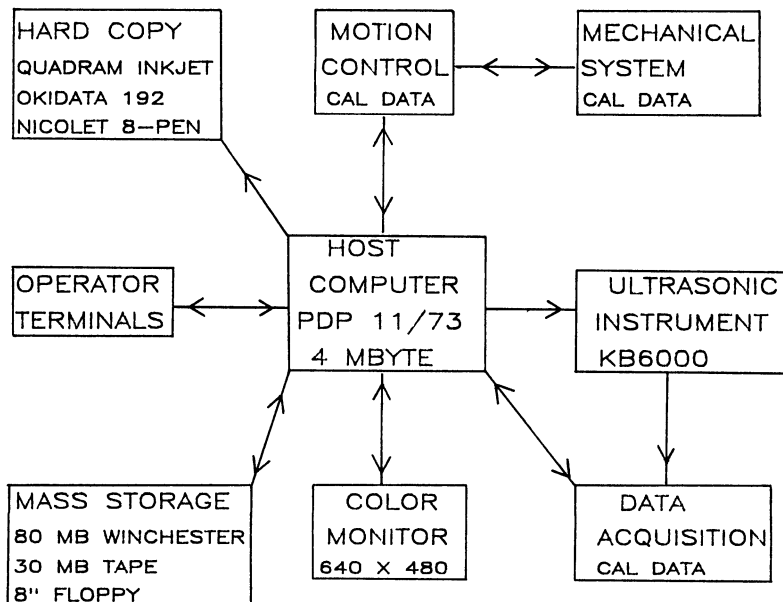 HARD COPY
QUADRAM INKJET
OKIDATA 192
NICOLET 8-PEN
MOTION
CONTROL
CAL DATA
MECHANICAL
SYSTEM
CAL DATA
HOST
COMPUTER
PDP 11/73
4 MBYTE
OPERATOR
TERMINALS
ULTRASONIC
INSTRUMENT
KB6000
MASS STORAGE
80 MB WINCHESTER
30 MB TAPE
8" FLOPPY
COLOR
MONITOR
640 X 480
DATA
ACQUISITION
CAL DATA